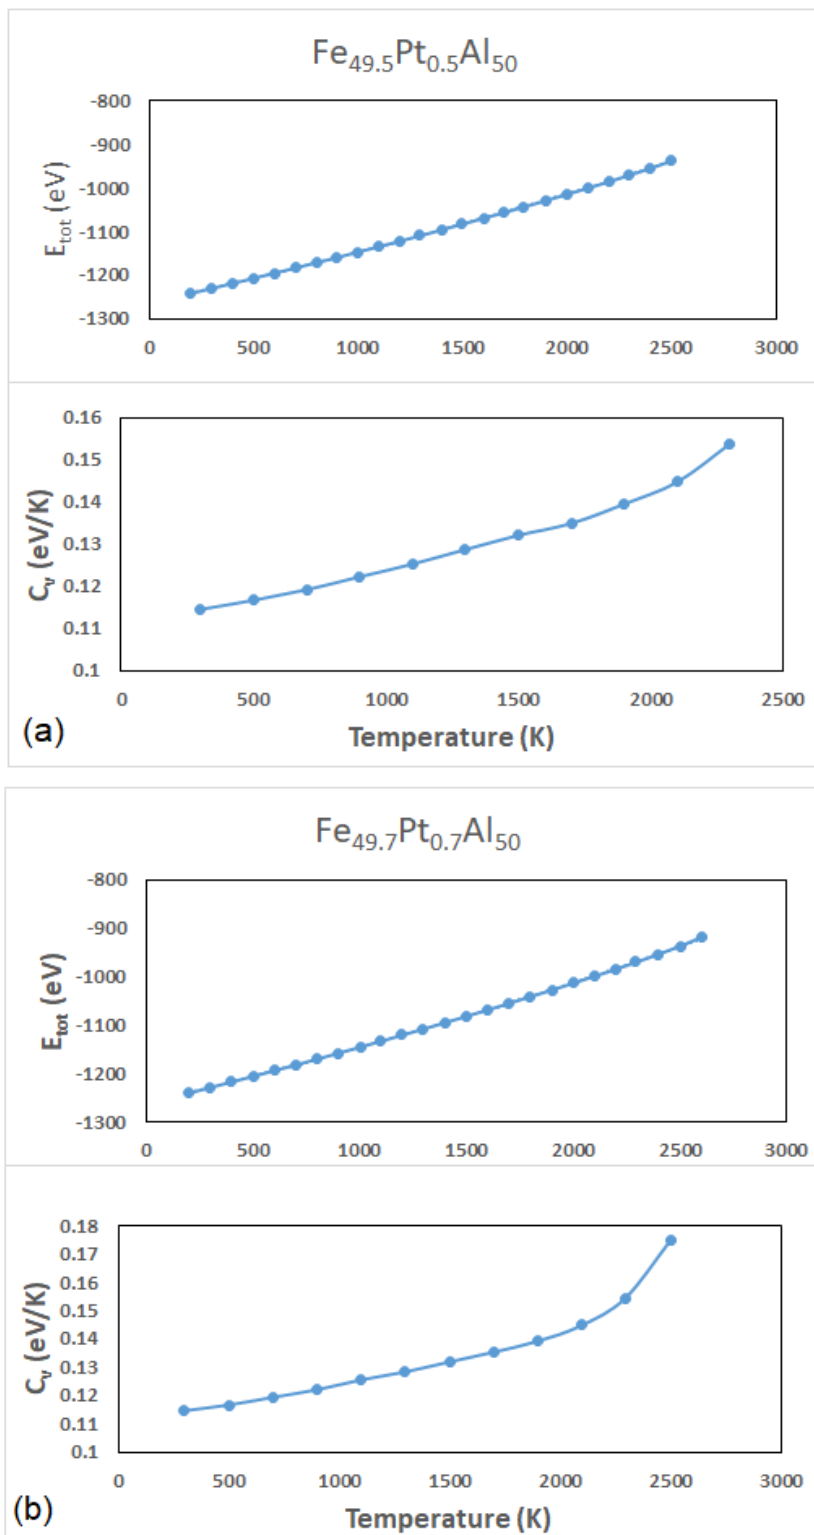 Fe49.5Pt0.5Al50
-800
-900
-1000
-1100
-1200
-1300
Etot (eV)
0 500 1000 1500 2000 2500 3000
0.16
0.15
0.14
0.13
0.12
0.11
0.1
Cv (eV/K)
0 500 1000 1500 2000 2500
(a)
Temperature (K)
Fe49.7Pt0.7Al50
-800
-900
-1000
-1100
-1200
-1300
Etot (eV)
0 500 1000 1500 2000 2500 3000
0.18
0.17
0.16
0.15
0.14
0.13
0.12
0.11
0.1
Cv (eV/K)
0 500 1000 1500 2000 2500 3000
(b)
Temperature (K)